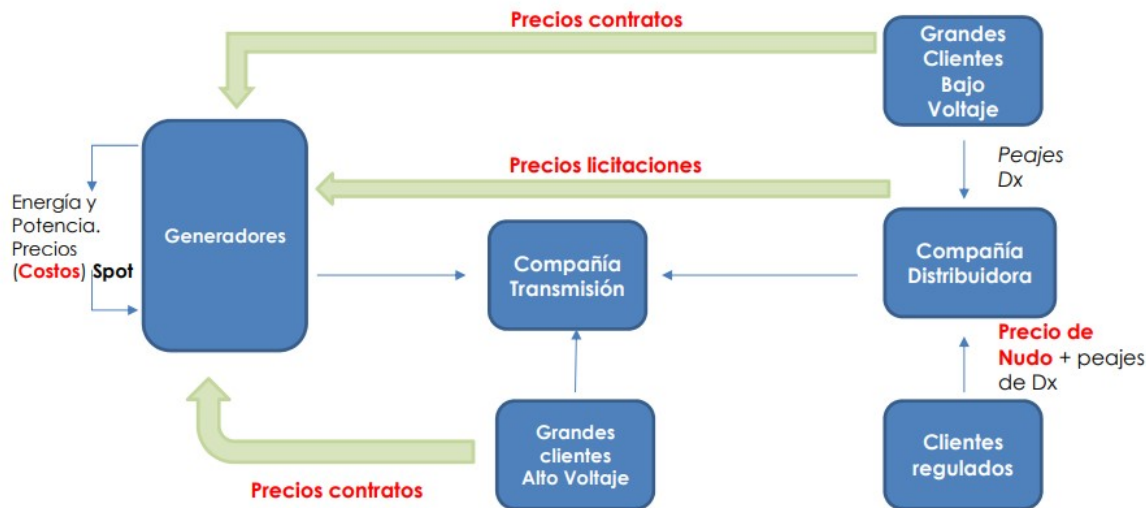 Precios contratos
Grandes
Clientes
Bajo
Voltaje
Peajes
Dx
Precios licitaciones
Energía y
Potencia.
Precios
(Costos) Spot
Generadores
Compañía
Transmisión
Compañía
Distribuidora
Precio de
Nudo + peajes
de Dx
Grandes
clientes
Alto Voltaje
Clientes
regulados
Precios contratos